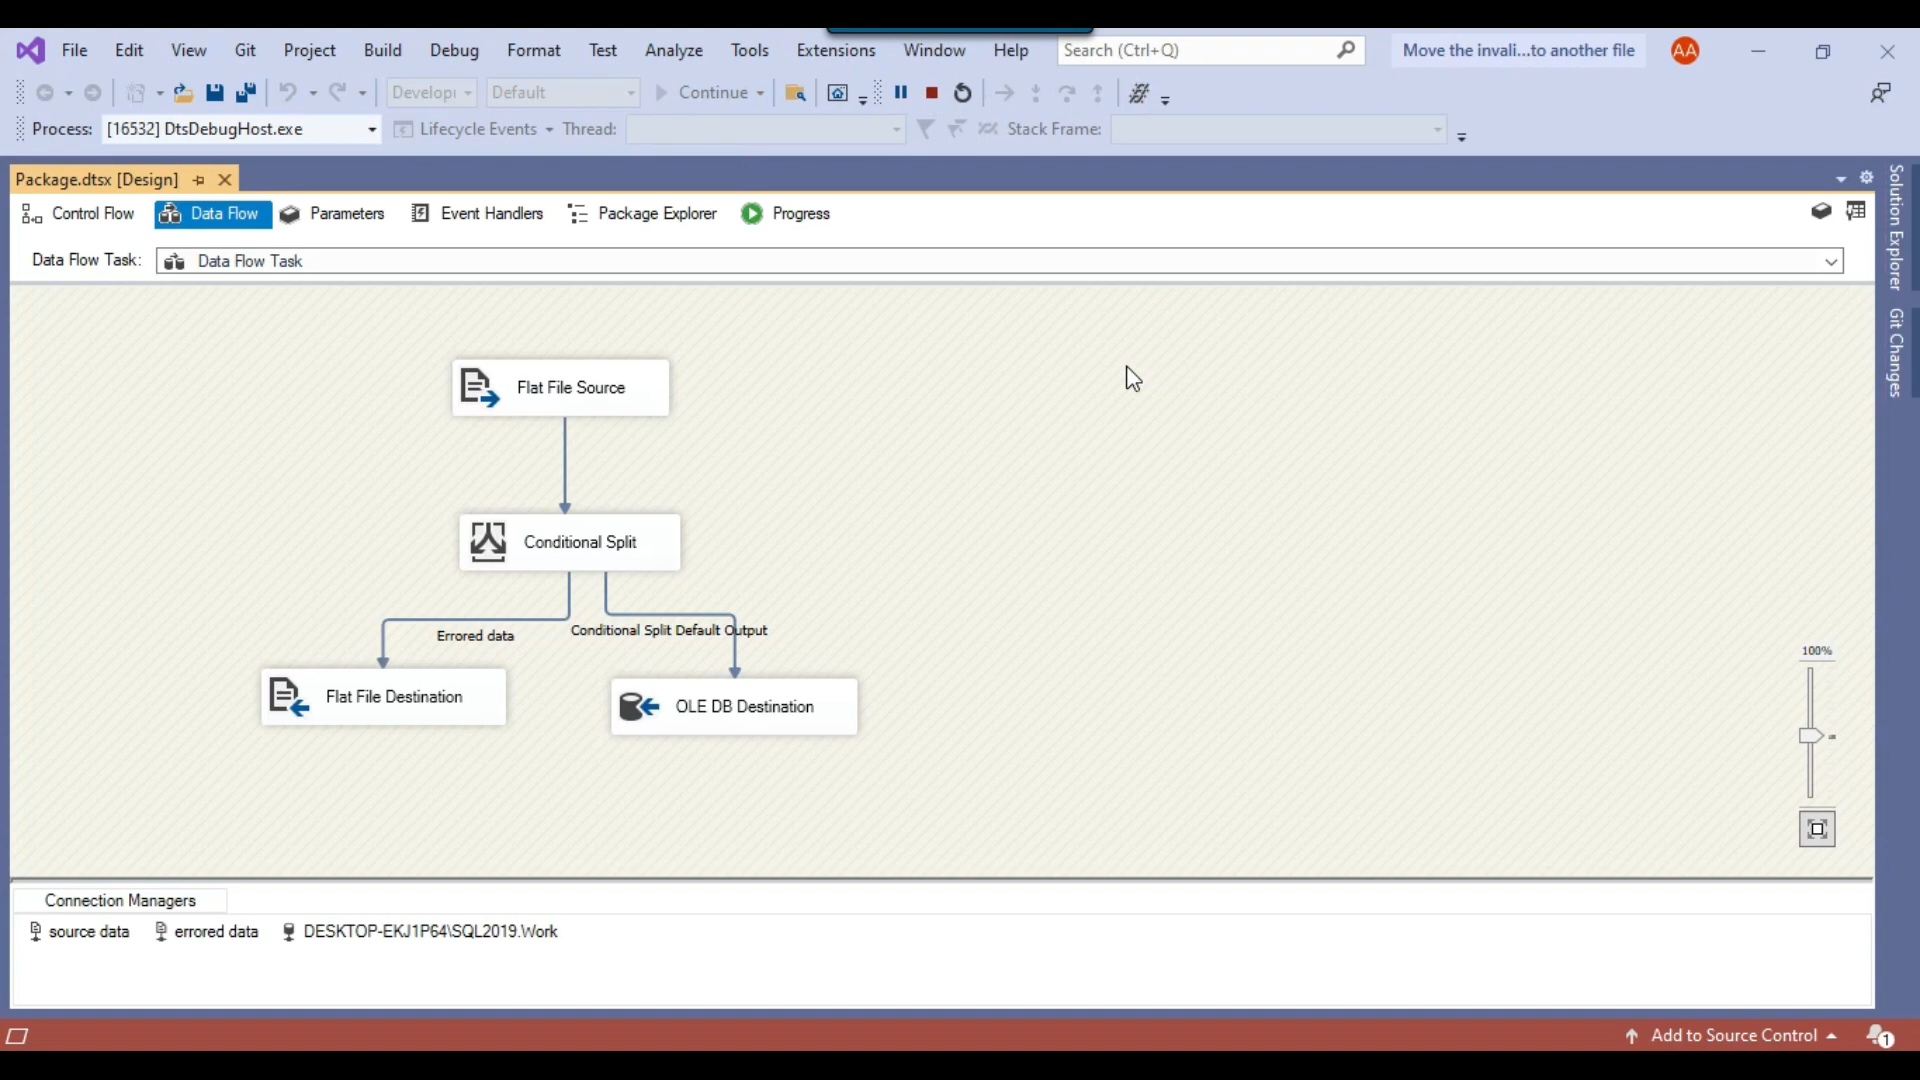 File Edit View Git Project Build Debug Format Test Analyze Tools Extensions Window Help Search (Ctrl+Q) Move the invali...to another file AA
Developı Default Continue
Process: [16532] DtsDebugHost.exe Lifecycle Events Thread: Stack Frame:
Package.dtsx [Design]
Control Flow Data Flow Parameters Event Handlers Package Explorer Progress
Data Flow Task: Data Flow Task
Solution Explorer
Git Changes
Flat File Source
Conditional Split
Errored data Conditional Split Default Output
Flat File Destination OLE DB Destination
100%
Connection Managers
source data errored data DESKTOP-EKJ1P64\SQL2019.Work
Add to Source Control 1